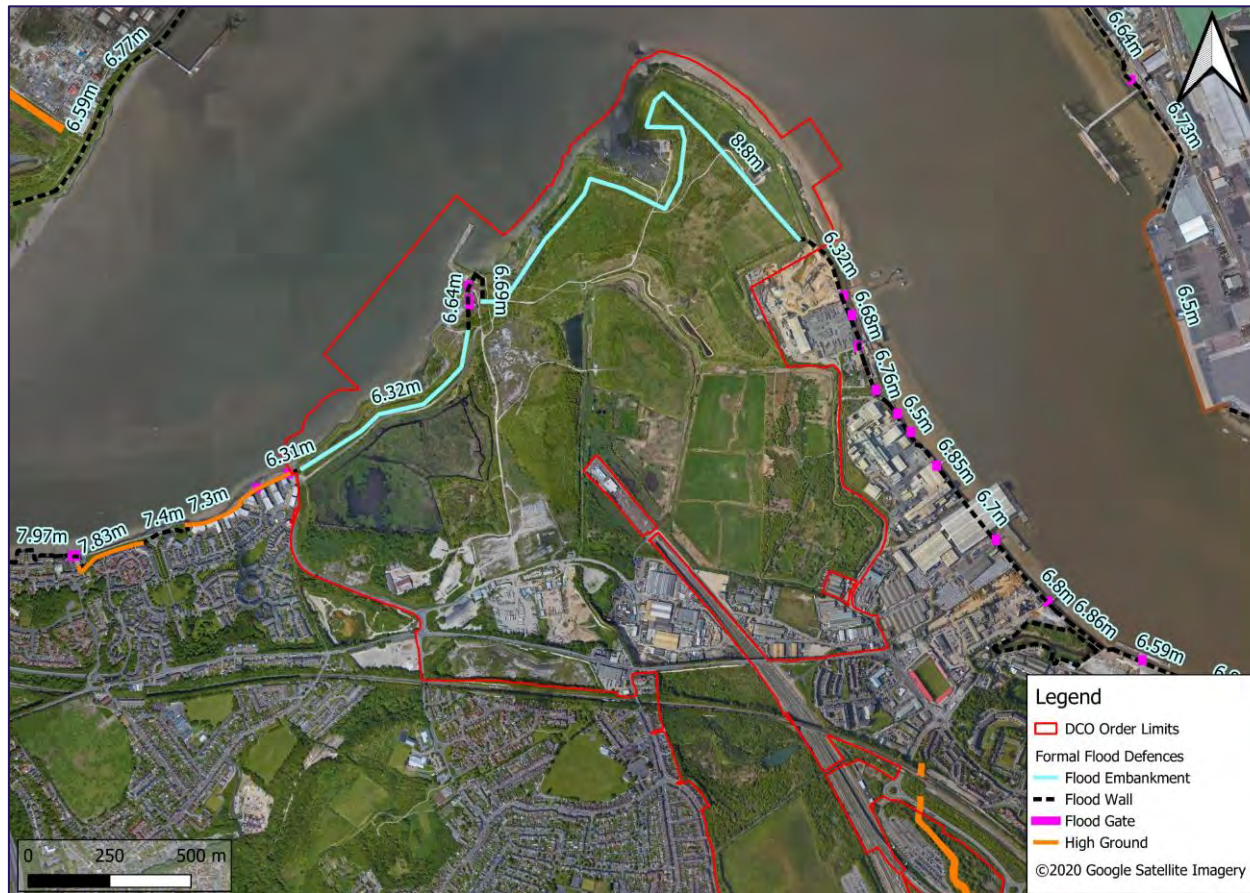 6.77m
6.59m
6.64m
6.73m
6.5m
8.8m
6.32m
6.68m
6.76m
6.5m
6.85m
6.7m
6.8m
6.86m
6.59m
6.64m
6.69m
6.32m
6.31m
7.3m
7.4m
7.83m
7.97m
Legend
DCO Order Limits
Formal Flood Defences
Flood Embankment
Flood Wall
Flood Gate
High Ground
©2020 Google Satellite Imagery
0 250 500 m